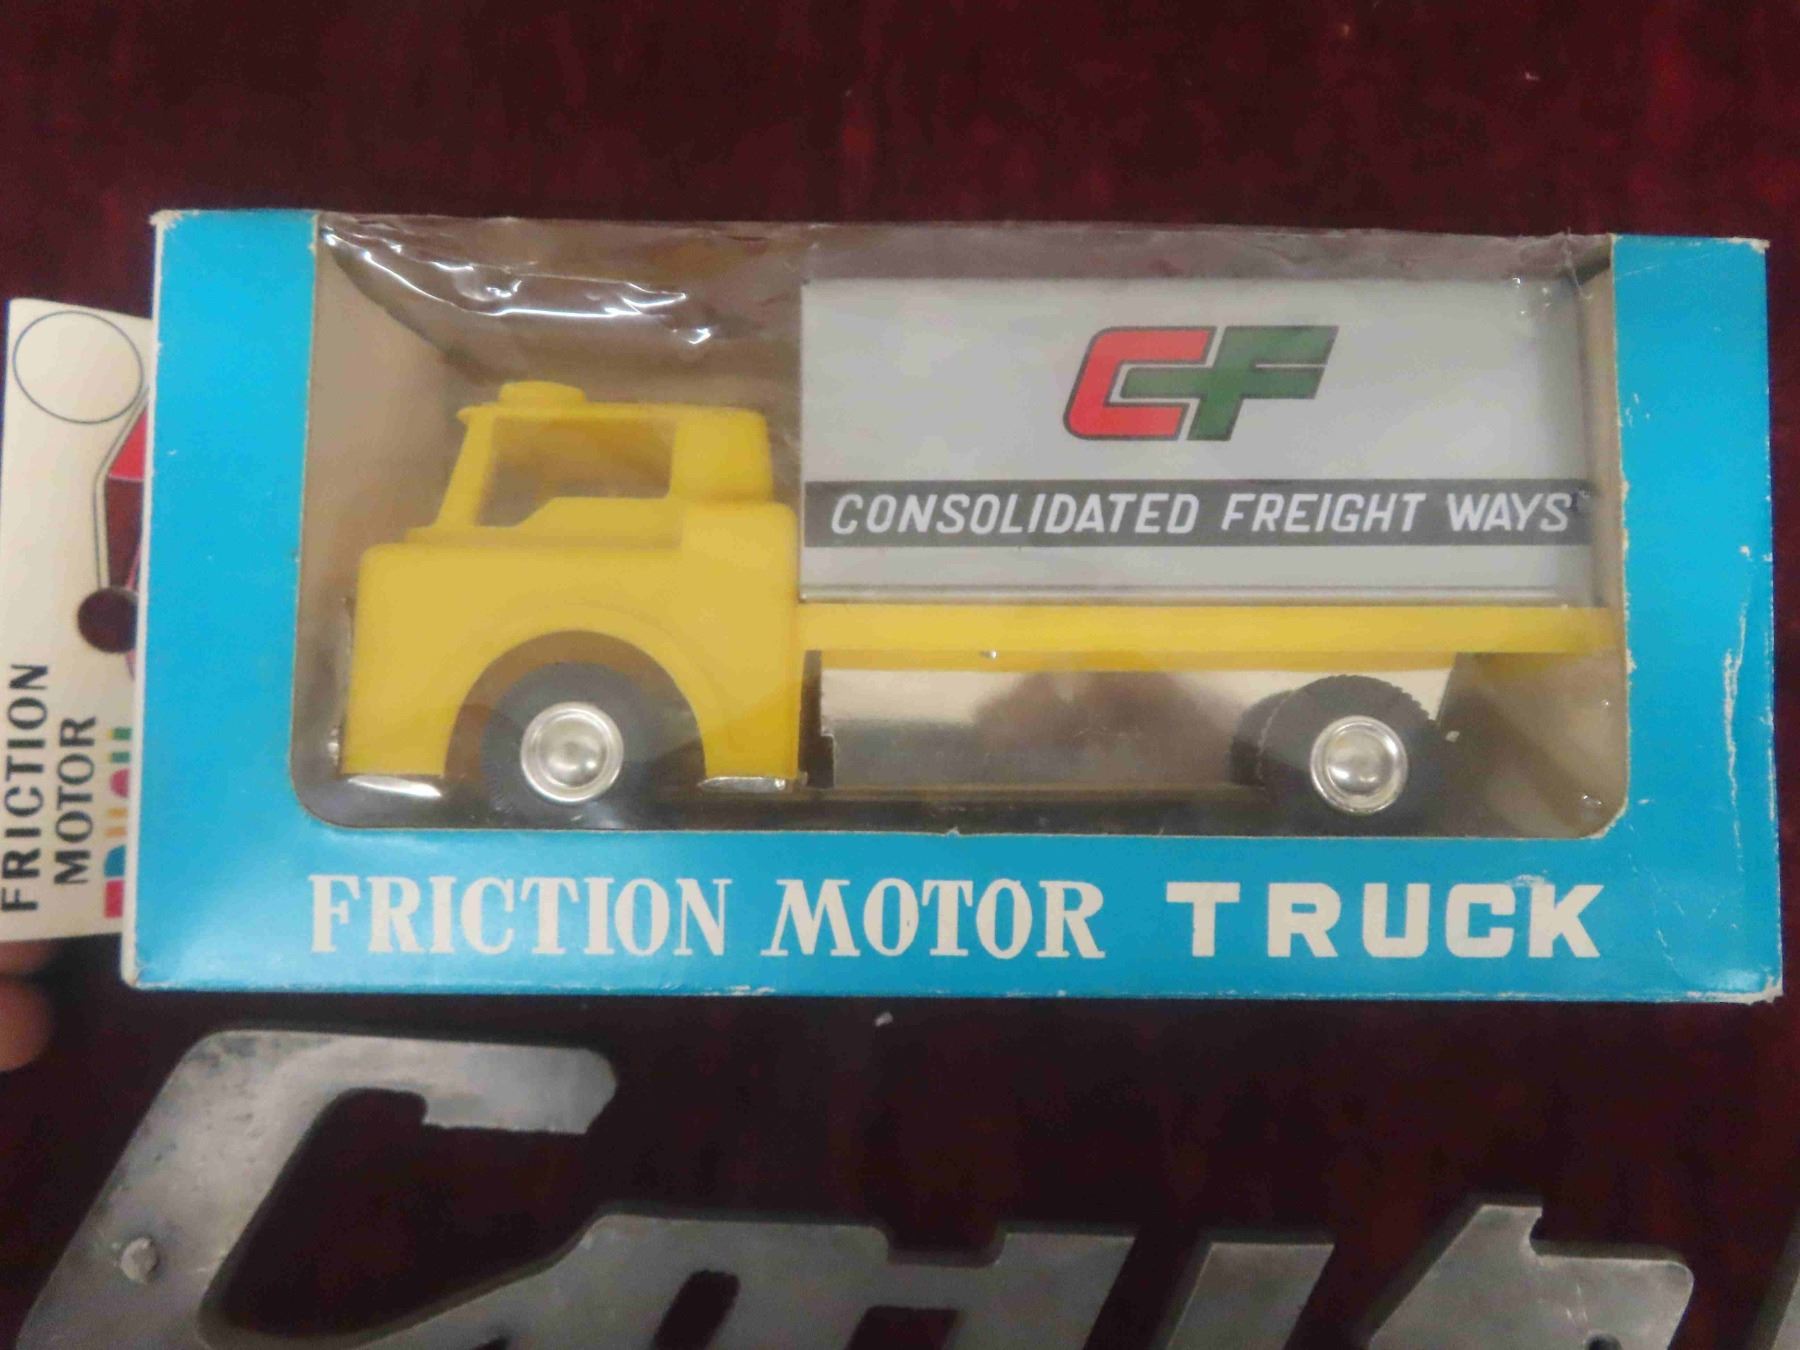 CF
CONSOLIDATED FREIGHT WAYS
FRICTION MOTOR TRUCK
FRICTION
MOTOR